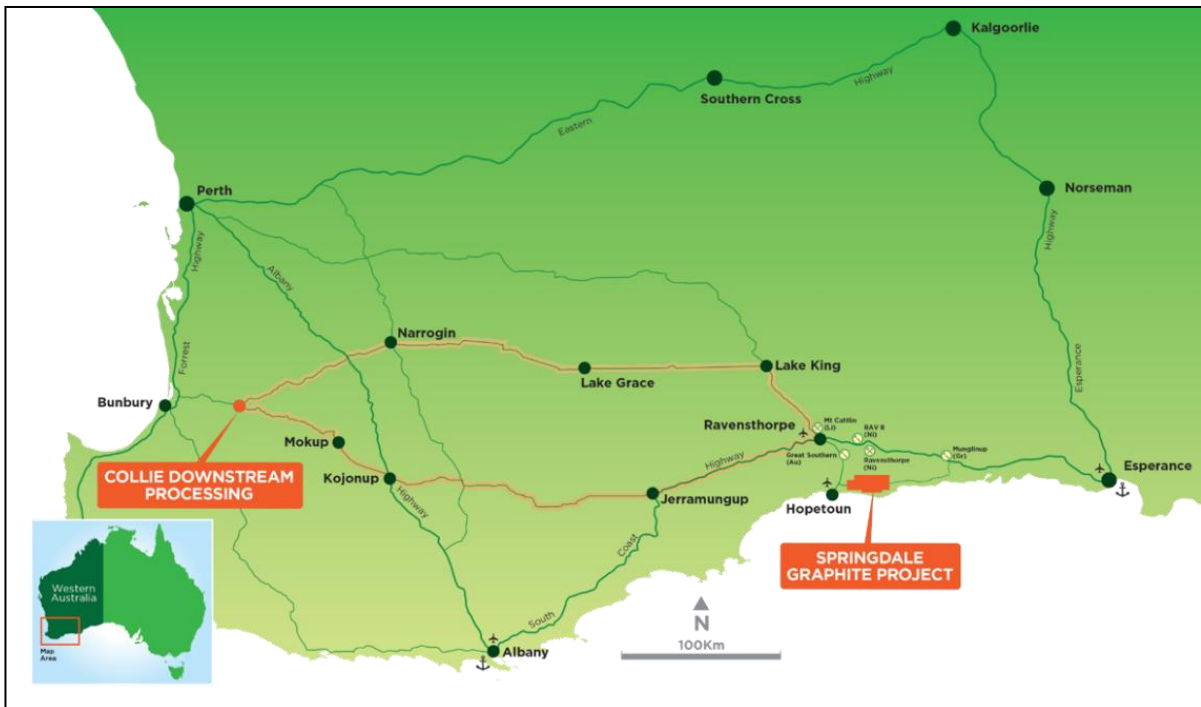 Kalgoorlie
Highway
Southern Cross
Eastern
Perth
Norseman
Highway
Albany
Highway
Narrogin
Lake Grace
Lake King
Forrest
Esperance
Bunbury
Mokup
Ravensthorpe
Mt Cattlin
(Li)
RAV 8
(Ni)
Great Southern
(Au)
Ravensthorpe
(Ni)
Munglinup
(Gr)
COLLIE DOWNSTREAM
PROCESSING
Kojonup
Highway
Highway
Jerramungup
Hopetoun
Esperance
SPRINGDALE
GRAPHITE PROJECT
Coast
South
Albany
N
100Km
Western
Australia
Map
Area